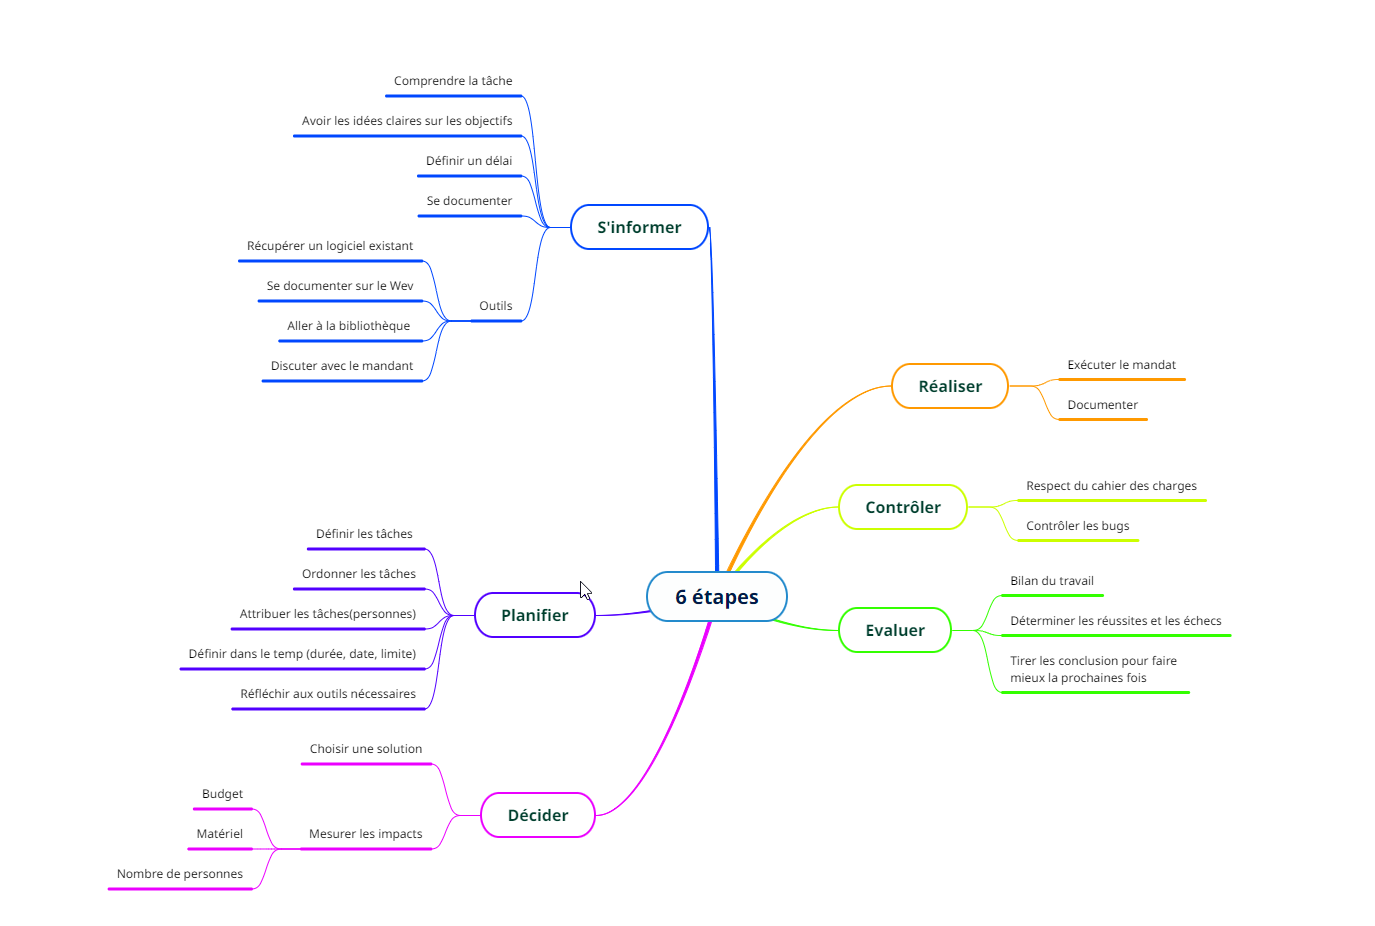 Comprendre la tâche
Avoir les idées claires sur les objectifs
Définir un délai
Se documenter
S'informer
Récupérer un logiciel existant
Se documenter sur le Wev
Outils
Aller à la bibliothèque
Discuter avec le mandant
Réaliser
Exécuter le mandat
Documenter
Contrôler
Respect du cahier des charges
Contrôler les bugs
6 étapes
Evaluer
Bilan du travail
Déterminer les réussites et les échecs
Tirer les conclusion pour faire
mieux la prochaines fois
Définir les tâches
Ordonner les tâches
Planifier
Attribuer les tâches(personnes)
Définir dans le temp (durée, date, limite)
Réfléchir aux outils nécessaires
Choisir une solution
Décider
Budget
Matériel
Mesurer les impacts
Nombre de personnes